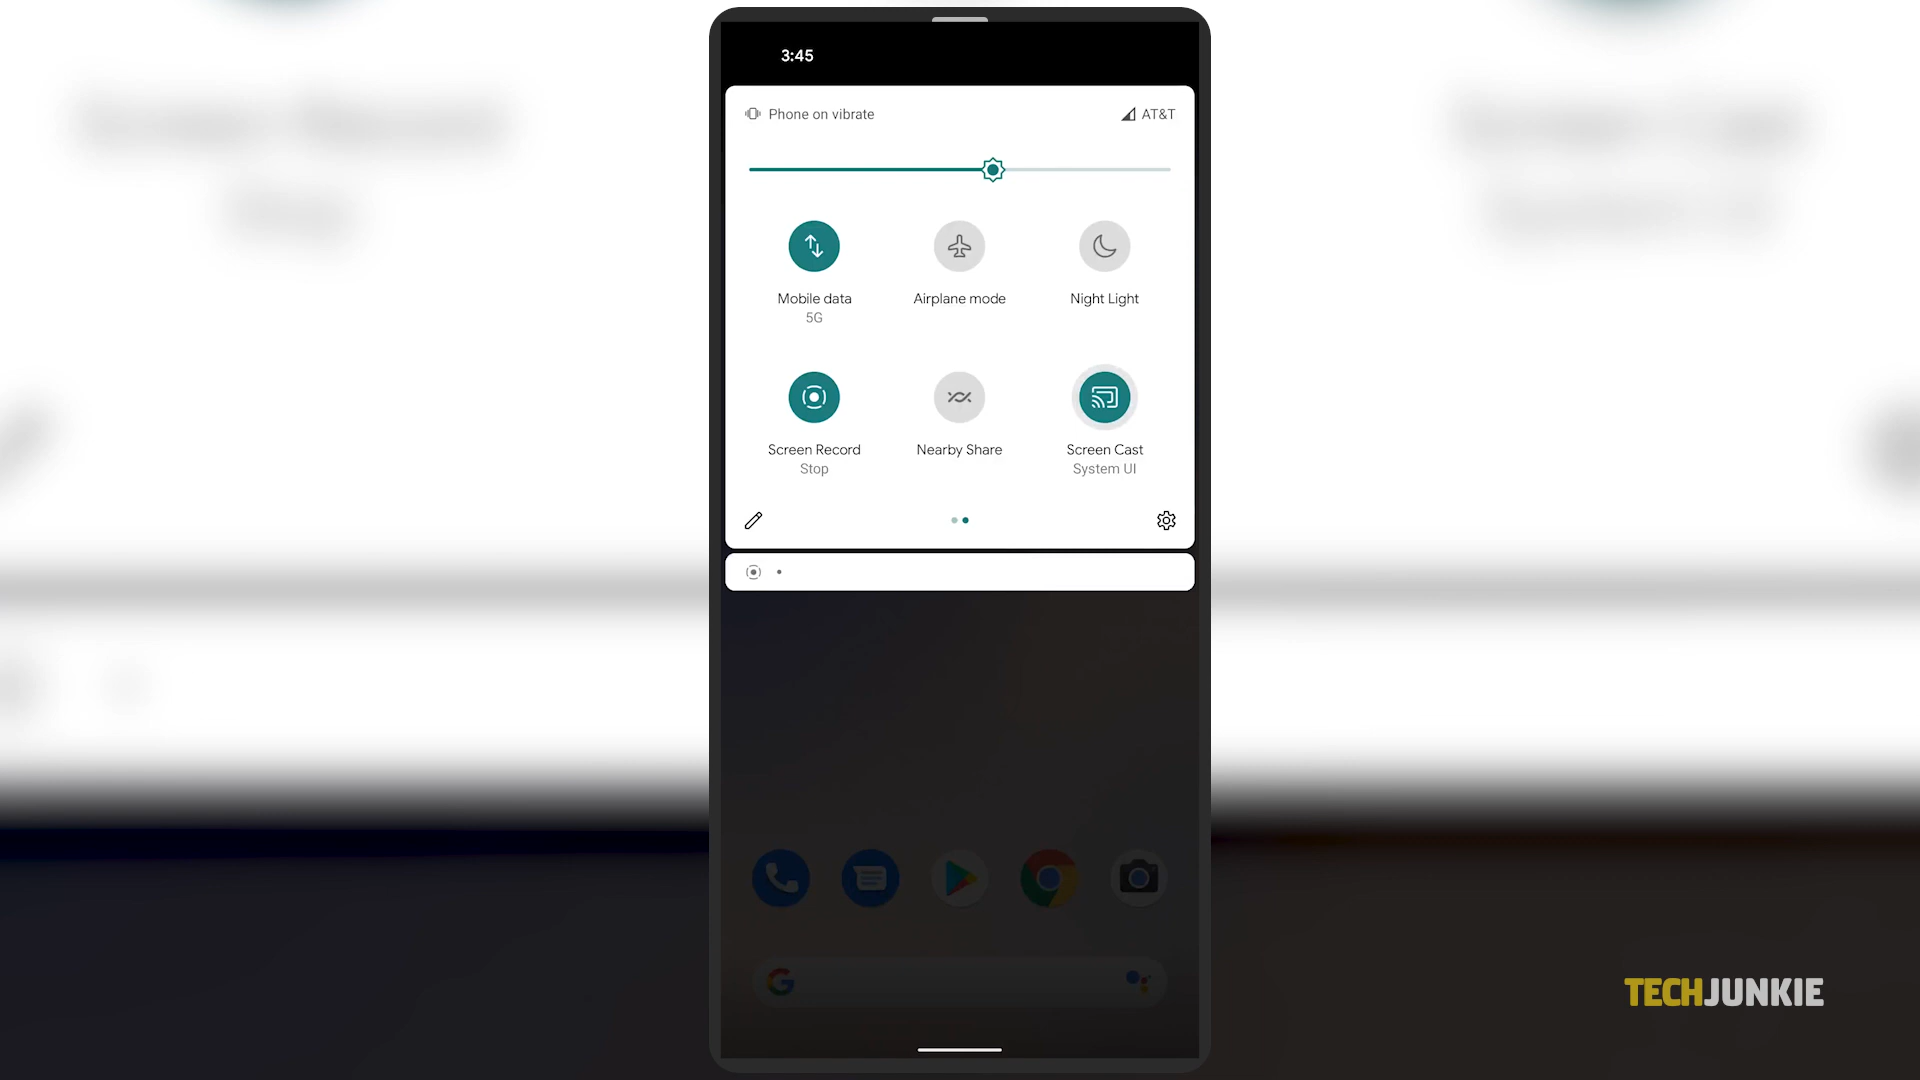 3:45
Phone on vibrate
AT&T
Mobile data
5G
Airplane mode
Night Light
Screen Record
Stop
Nearby Share
Screen Cast
System UI
TECHJUNKIE